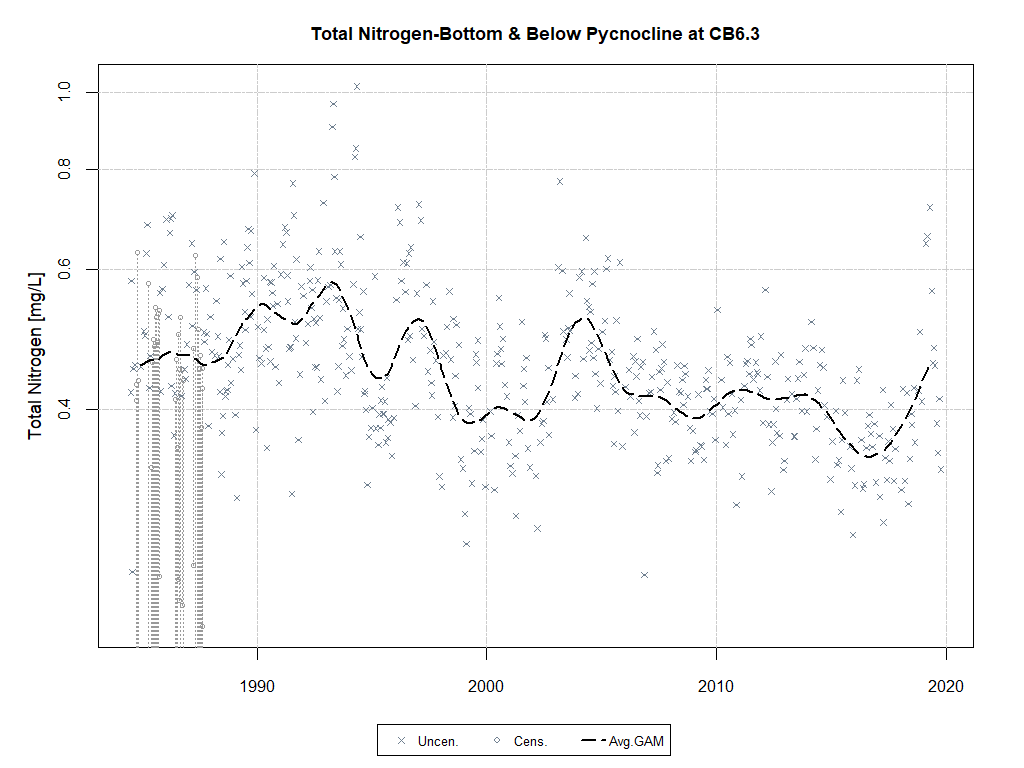 Total Nitrogen-Bottom & Below Pycnocline at CB6.3
Total Nitrogen [mg/L]
1.0
0.8
0.6
0.4
1990 2000 2010 2020
Uncen. Cens. Avg.GAM